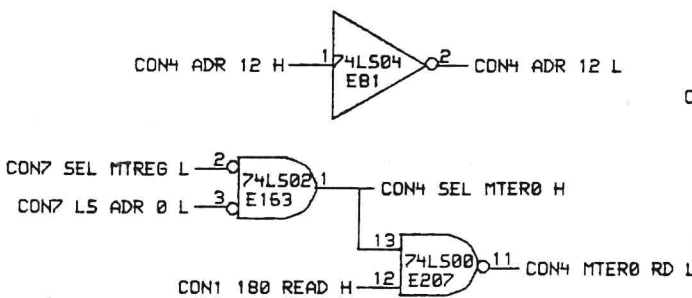 CON4 ADR 12 H 1 74LS04 2 CON4 ADR 12 L
E81
C
CON7 SEL MTREG L 2 74LS02 1 CON4 SEL MTER0 H
CON7 LS ADR 0 L 3 E163
13 74LS00 11 CON4 MTER0 RD L
CON1 180 READ H 12 E207